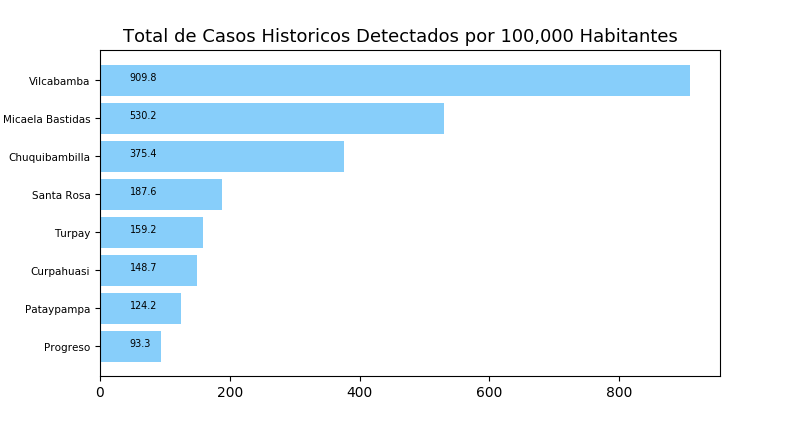 Total de Casos Historicos Detectados por 100,000 Habitantes
Vilcabamba 909.8
Micaela Bastidas 530.2
Chuquibambilla 375.4
Santa Rosa 187.6
Turpay 159.2
Curpahuasi 148.7
Pataypampa 124.2
Progreso 93.3
0 200 400 600 800